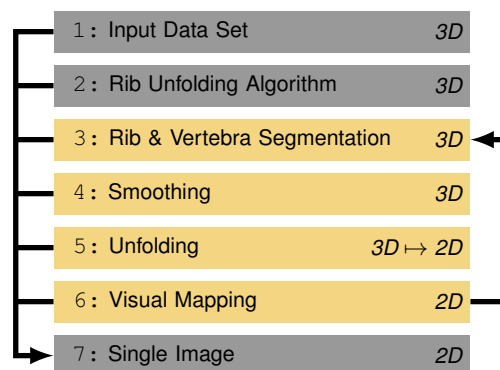 1: Input Data Set 3D
2: Rib Unfolding Algorithm 3D
3: Rib & Vertebra Segmentation 3D
4: Smoothing 3D
5: Unfolding 3D ↦ 2D
6: Visual Mapping 2D
7: Single Image 2D